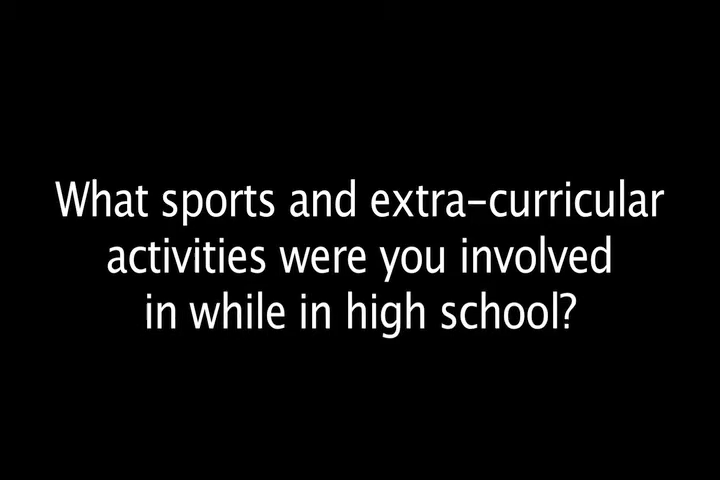 What sports and extra-curricular
activities were you involved
in while in high school?